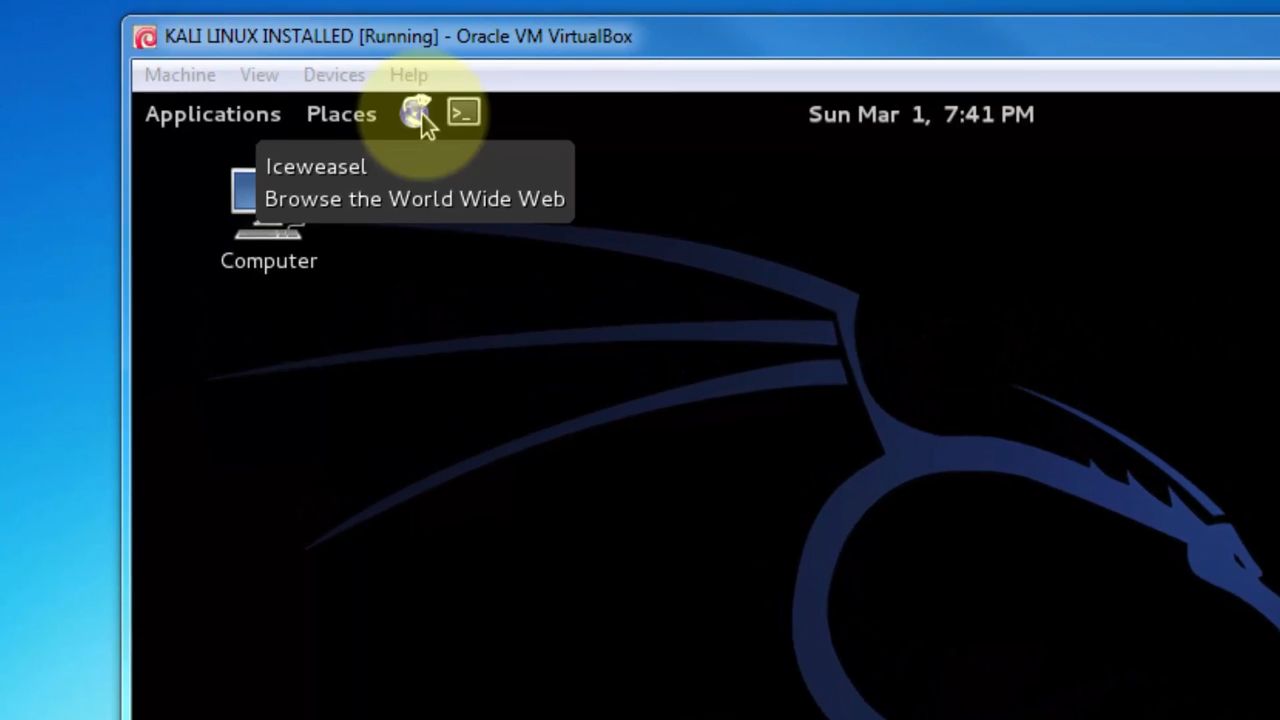 KALI LINUX INSTALLED [Running] - Oracle VM VirtualBox
Machine View Devices Help
Applications Places >_ Sun Mar 1, 7:41 PM
Iceweasel
Browse the World Wide Web
Computer